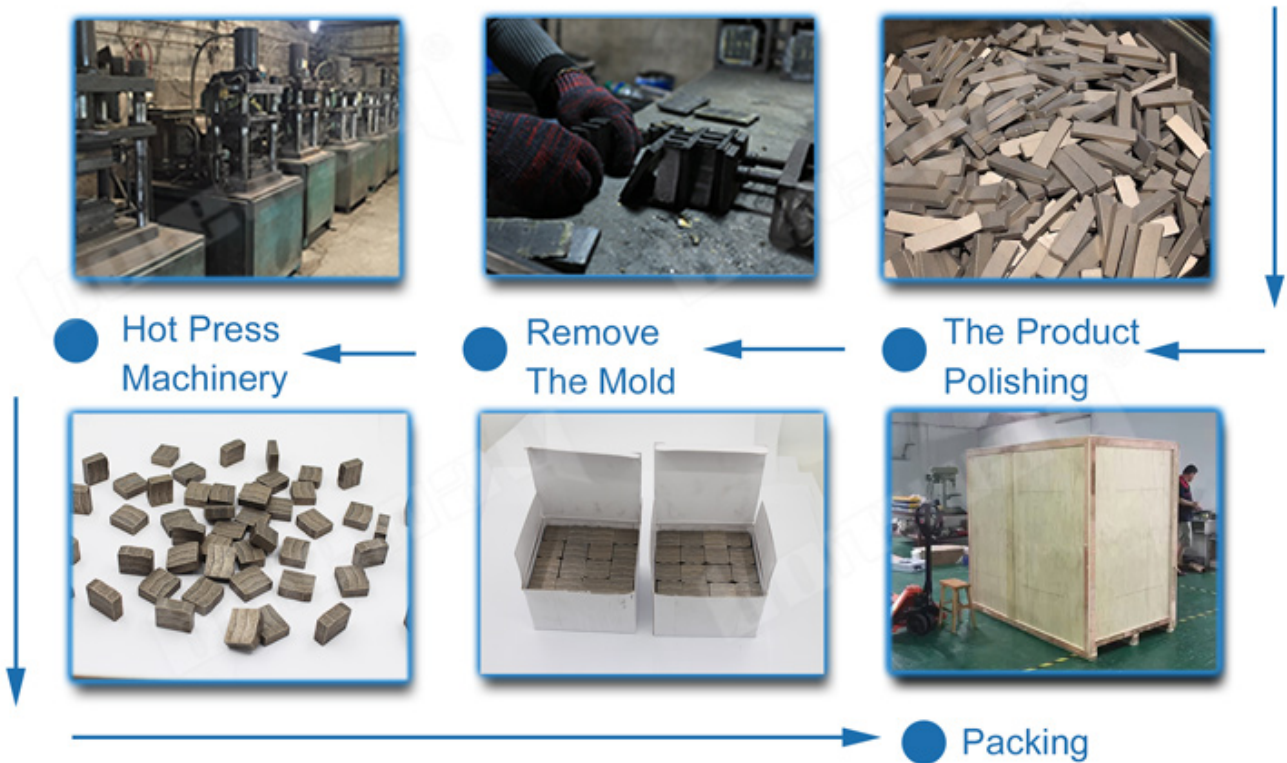 Hot Press
Machinery
Remove
The Mold
The Product
Polishing
Packing